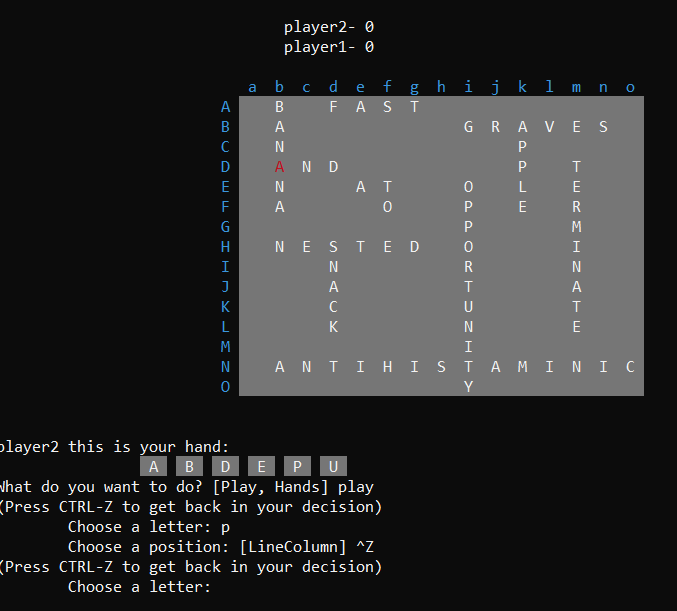 player2- 0
player1- 0
a b c d e f g h i j k l m n o
A B F A S T
B A G R A V E S
C N P
D A N D P T
E N A T O L E
F A O P E R
G P M
H N E S T E D O I
I N R N
J A T A
K C U T
L K N E
M I
N A N T I H I S T A M I N I C
O Y
player2 this is your hand:
A B D E P U
What do you want to do? [Play, Hands] play
(Press CTRL-Z to get back in your decision)
Choose a letter: p
Choose a position: [LineColumn] ^Z
(Press CTRL-Z to get back in your decision)
Choose a letter: